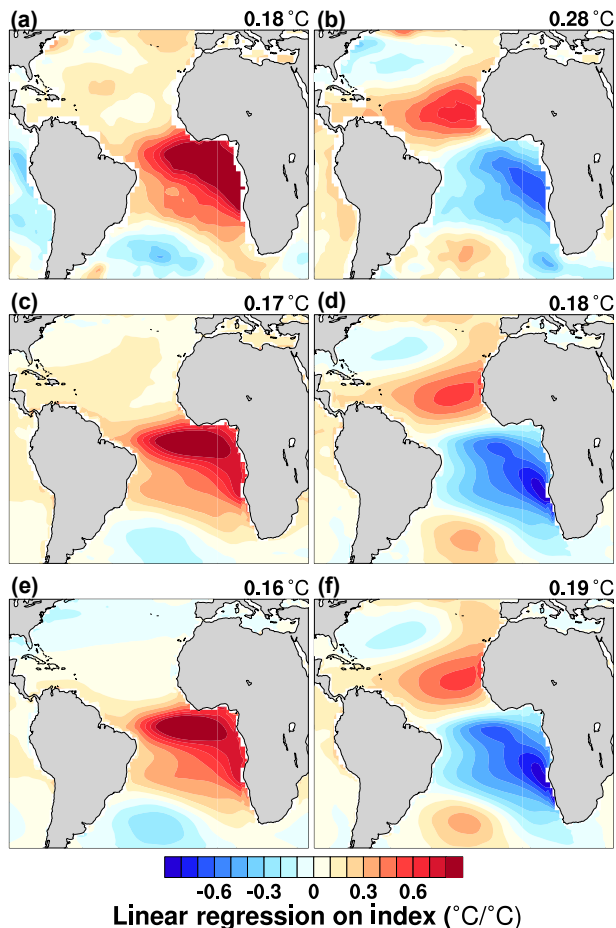 (a) 0.18°C (b) 0.28°C
(c) 0.17°C (d) 0.18°C
(e) 0.16°C (f) 0.19°C
-0.6 -0.3 0 0.3 0.6
Linear regression on index (°C/°C)